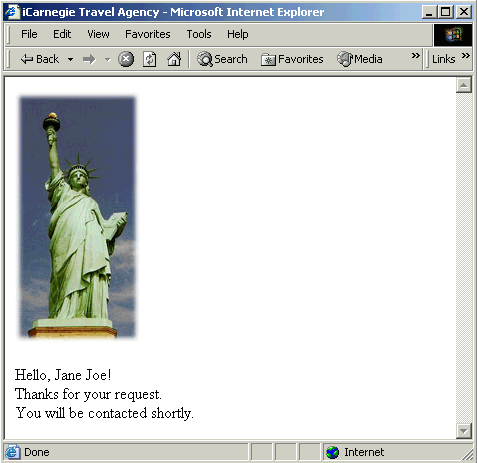 iCarnegie Travel Agency - Microsoft Internet Explorer
File Edit View Favorites Tools Help
Back Search Favorites Media » Links »
Hello, Jane Joe!
Thanks for your request.
You will be contacted shortly.
Done Internet